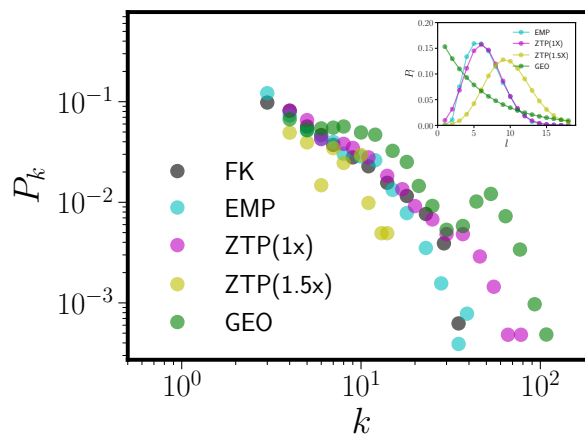 0.20
0.15
0.10
0.05
0.00
P_l
0
5
10
15
l
EMP
ZTP(1X)
ZTP(1.5X)
GEO
10^{-1}
10^{-2}
10^{-3}
P_k
FK
EMP
ZTP(1x)
ZTP(1.5x)
GEO
10^0
10^1
10^2
k